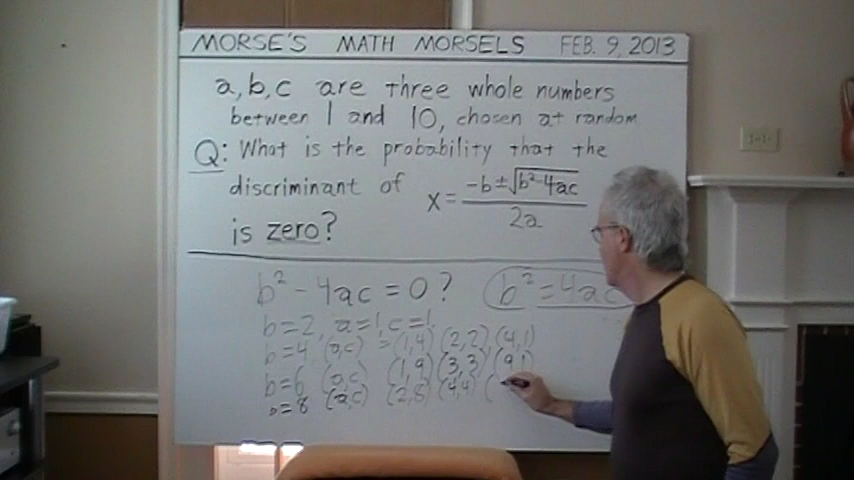 MORSE'S MATH MORSELS FEB. 9, 2013
a, b, c are three whole numbers
between 1 and 10, chosen at random
Q: What is the probability that the
discriminant of x = -b ± √b² - 4ac / 2a
is zero?
b² - 4ac = 0? b² = 4ac
b = 2, a = 1, c = 1
b = 4 (a,c) = (1,4) (2,2) (4,1)
b = 6 (a,c) (1,9) (3,3) (9,1)
b = 8 (a,c) (2,8) (4,4) (